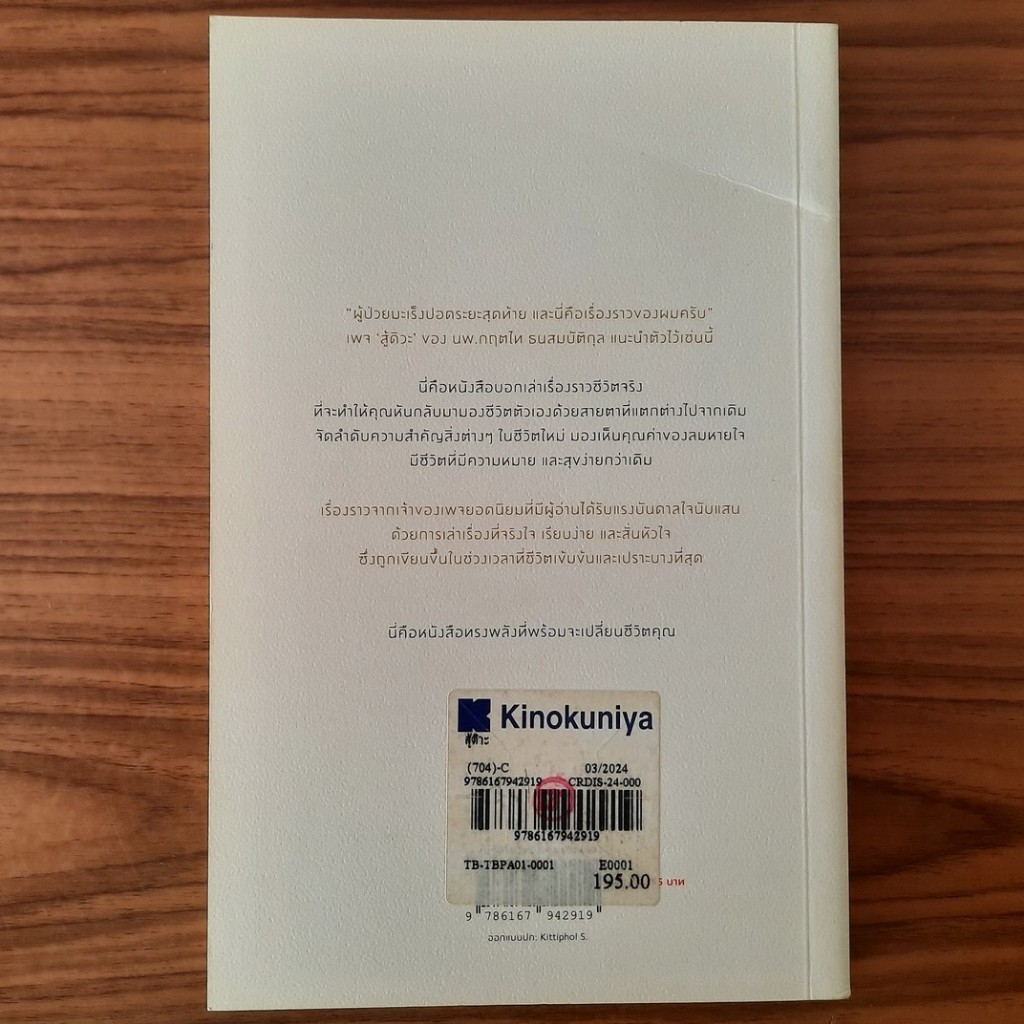 "ผู้ป่วยมะเร็งปอดระยะสุดท้าย และนี่คือเรื่องราวของผมครับ"
เพจ 'สู้ดิวะ' ของ นพ.กฤตไท ธนสมบัติกุล แนะนำตัวไว้เช่นนี้
นี่คือหนังสือบอกเล่าเรื่องราวชีวิตจริง
ที่จะทำให้คุณหันกลับมามองชีวิตตัวเองด้วยสายตาที่แตกต่างไปจากเดิม
จัดลำดับความสำคัญสิ่งต่างๆ ในชีวิตใหม่ มองเห็นคุณค่าของลมหายใจ
มีชีวิตที่มีความหมาย และสุขง่ายกว่าเดิม
เรื่องราวจากเจ้าของเพจยอดนิยมที่มีผู้อ่านได้รับแรงบันดาลใจนับแสน
ด้วยการเล่าเรื่องที่จริงใจ เรียบง่าย และสั่นหัวใจ
ซึ่งถูกเขียนขึ้นในช่วงเวลาที่ชีวิตเข้มข้นและเปราะบางที่สุด
นี่คือหนังสือทรงพลังที่พร้อมจะเปลี่ยนชีวิตคุณ
Kinokuniya
สู้ดิวะ
(704)-C 03/2024
9786167942919 CRDIS-24-000
9786167942919
TB-TBPA01-0001 E0001
195.00 5 บาท
9 786167 942919
ออกแบบปก: Kittiphol S.